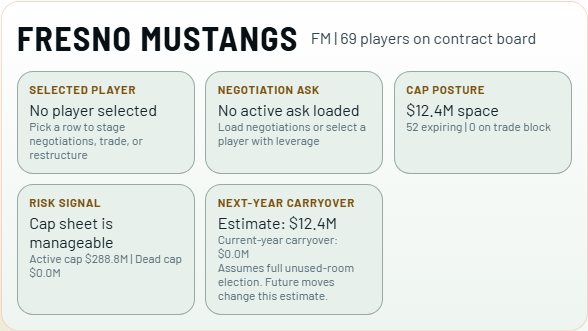 FRESNO MUSTANGS
FM | 69 players on contract board
SELECTED PLAYER
No player selected
Pick a row to stage
negotiations, trade, or
restructure
NEGOTIATION ASK
No active ask loaded
Load negotiations or select a
player with leverage
CAP POSTURE
$12.4M space
52 expiring | 0 on trade block
RISK SIGNAL
Cap sheet is
manageable
Active cap $288.8M | Dead cap
$0.0M
NEXT-YEAR CARRYOVER
Estimate: $12.4M
Current-year carryover:
$0.0M
Assumes full unused-room
election. Future moves
change this estimate.